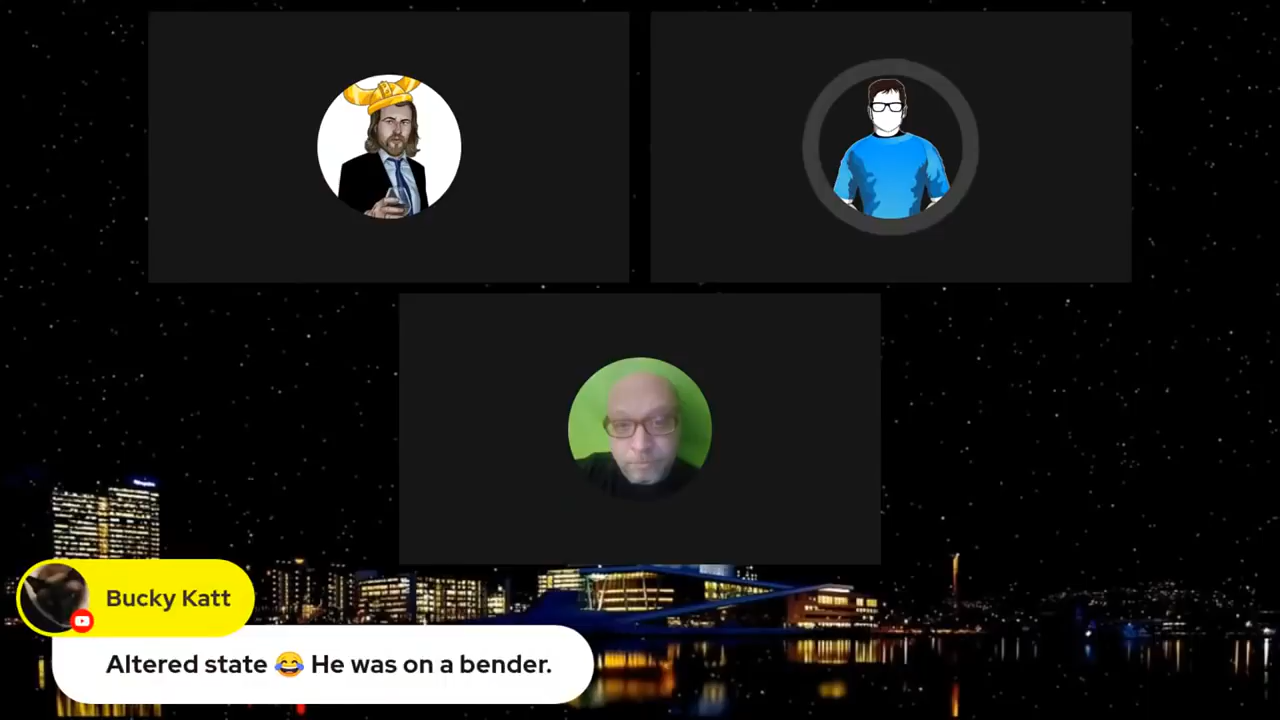 Bucky Katt
Altered state 😂 He was on a bender.